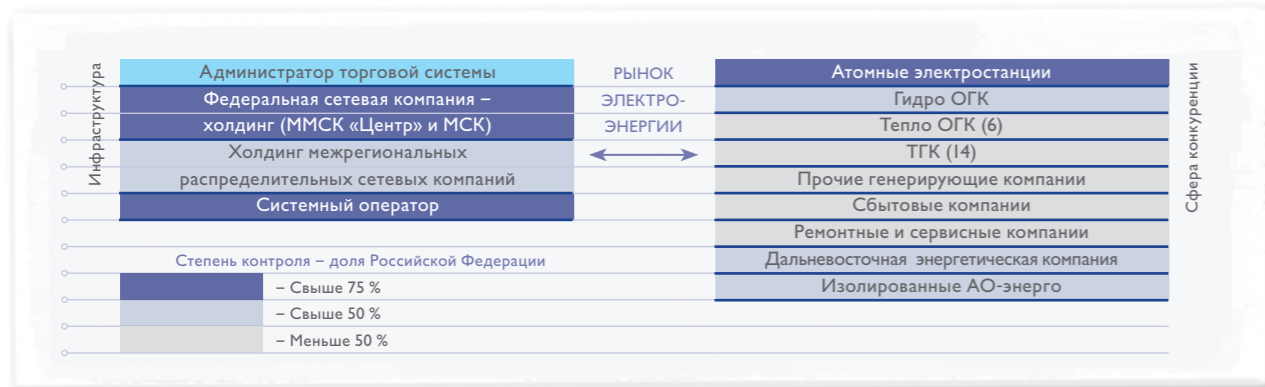 Инфраструктура
Администратор торговой системы
Федеральная сетевая компания –
холдинг (ММСК «Центр» и МСК)
Холдинг межрегиональных
распределительных сетевых компаний
Системный оператор
РЫНОК
ЭЛЕКТРО-
ЭНЕРГИИ
Атомные электростанции
Гидро ОГК
Тепло ОГК (6)
ТГК (14)
Прочие генерирующие компании
Сбытовые компании
Ремонтные и сервисные компании
Дальневосточная энергетическая компания
Изолированные АО-энерго
Сфера конкуренции
Степень контроля – доля Российской Федерации
– Свыше 75 %
– Свыше 50 %
– Меньше 50 %